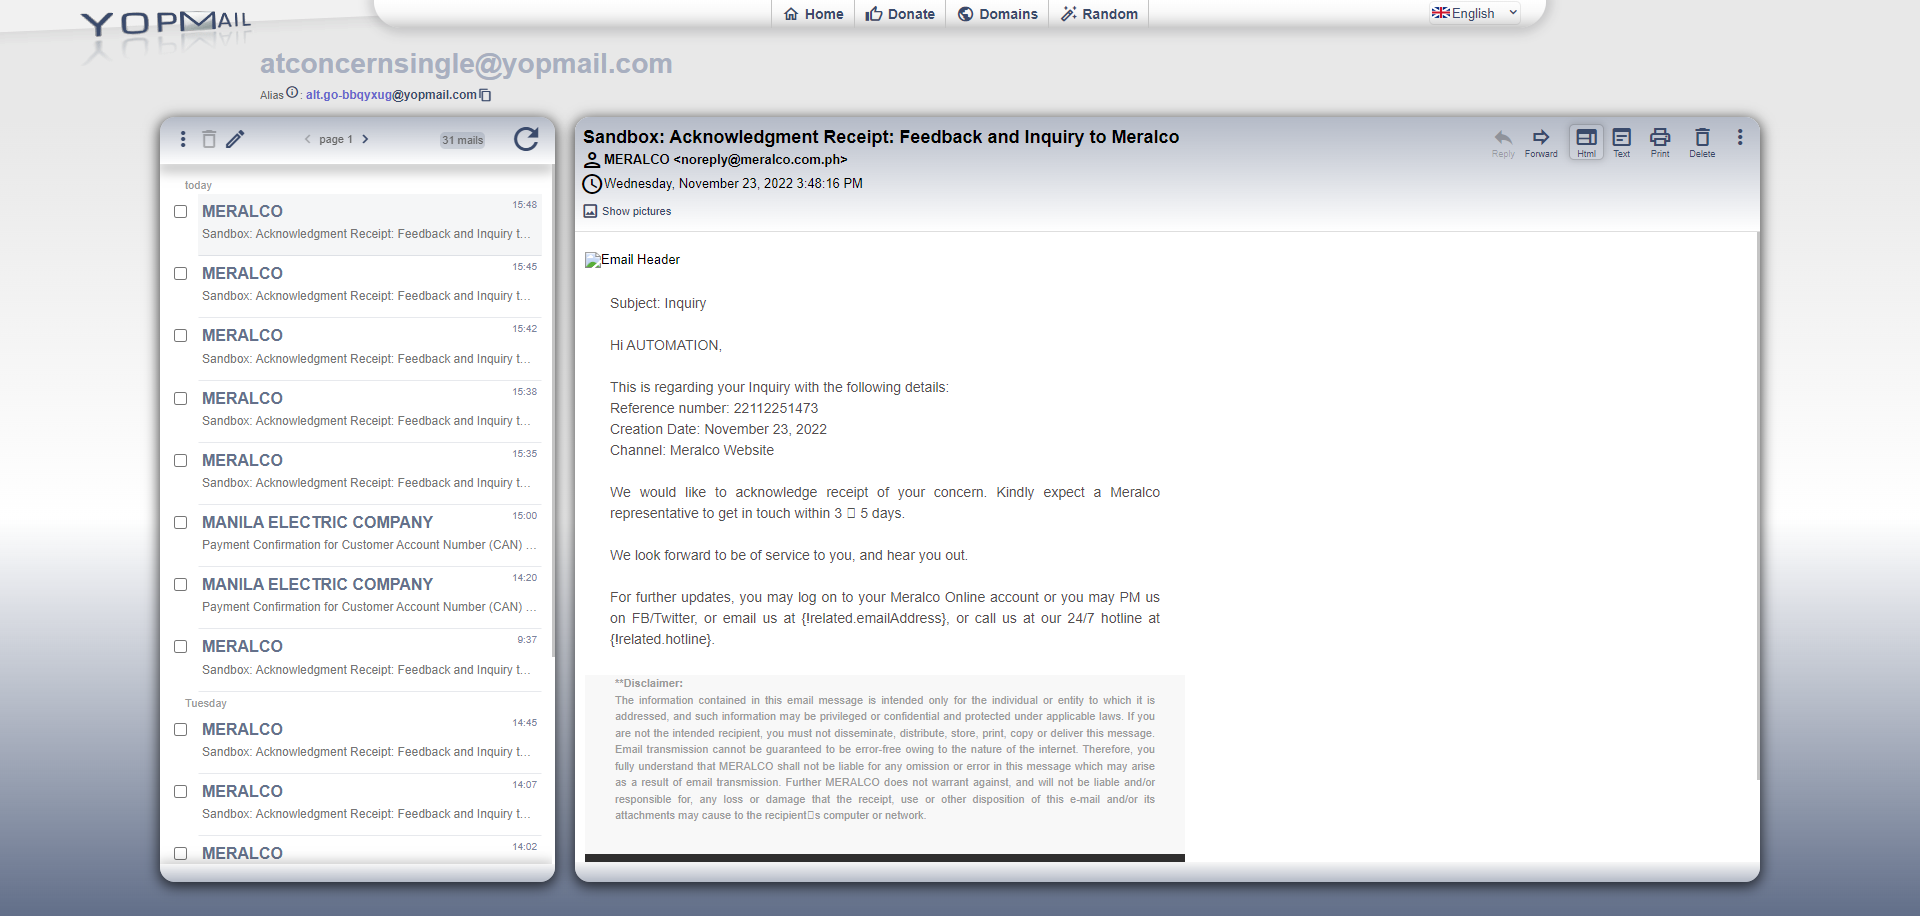 YOPMAIL
Home
Donate
Domains
Random
English
atconcernsingle@yopmail.com
Alias : alt.go-bbqyxug@yopmail.com
page 1
31 mails
today
MERALCO 15:48
Sandbox: Acknowledgment Receipt: Feedback and Inquiry t...
MERALCO 15:45
Sandbox: Acknowledgment Receipt: Feedback and Inquiry t...
MERALCO 15:42
Sandbox: Acknowledgment Receipt: Feedback and Inquiry t...
MERALCO 15:38
Sandbox: Acknowledgment Receipt: Feedback and Inquiry t...
MERALCO 15:35
Sandbox: Acknowledgment Receipt: Feedback and Inquiry t...
MANILA ELECTRIC COMPANY 15:00
Payment Confirmation for Customer Account Number (CAN) ...
MANILA ELECTRIC COMPANY 14:20
Payment Confirmation for Customer Account Number (CAN) ...
MERALCO 9:37
Sandbox: Acknowledgment Receipt: Feedback and Inquiry t...
Tuesday
MERALCO 14:45
Sandbox: Acknowledgment Receipt: Feedback and Inquiry t...
MERALCO 14:07
Sandbox: Acknowledgment Receipt: Feedback and Inquiry t...
MERALCO 14:02
Sandbox: Acknowledgment Receipt: Feedback and Inquiry to Meralco
MERALCO <noreply@meralco.com.ph>
Wednesday, November 23, 2022 3:48:16 PM
Show pictures
Reply
Forward
Html
Text
Print
Delete
Email Header
Subject: Inquiry
Hi AUTOMATION,
This is regarding your Inquiry with the following details:
Reference number: 22112251473
Creation Date: November 23, 2022
Channel: Meralco Website
We would like to acknowledge receipt of your concern. Kindly expect a Meralco
representative to get in touch within 3 □ 5 days.
We look forward to be of service to you, and hear you out.
For further updates, you may log on to your Meralco Online account or you may PM us
on FB/Twitter, or email us at {!related.emailAddress}, or call us at our 24/7 hotline at
{!related.hotline}.
**Disclaimer:
The information contained in this email message is intended only for the individual or entity to which it is
addressed, and such information may be privileged or confidential and protected under applicable laws. If you
are not the intended recipient, you must not disseminate, distribute, store, print, copy or deliver this message.
Email transmission cannot be guaranteed to be error-free owing to the nature of the internet. Therefore, you
fully understand that MERALCO shall not be liable for any omission or error in this message which may arise
as a result of email transmission. Further MERALCO does not warrant against, and will not be liable and/or
responsible for, any loss or damage that the receipt, use or other disposition of this e-mail and/or its
attachments may cause to the recipient□s computer or network.